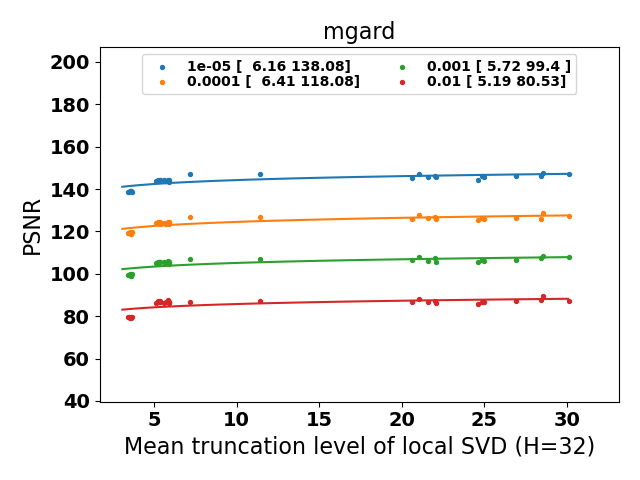 mgard
1e-05 [  6.16 138.08]
0.0001 [  6.41 118.08]
0.001 [ 5.72 99.4 ]
0.01 [ 5.19 80.53]
200
180
160
140
120
100
80
60
40
PSNR
5 10 15 20 25 30
Mean truncation level of local SVD (H=32)